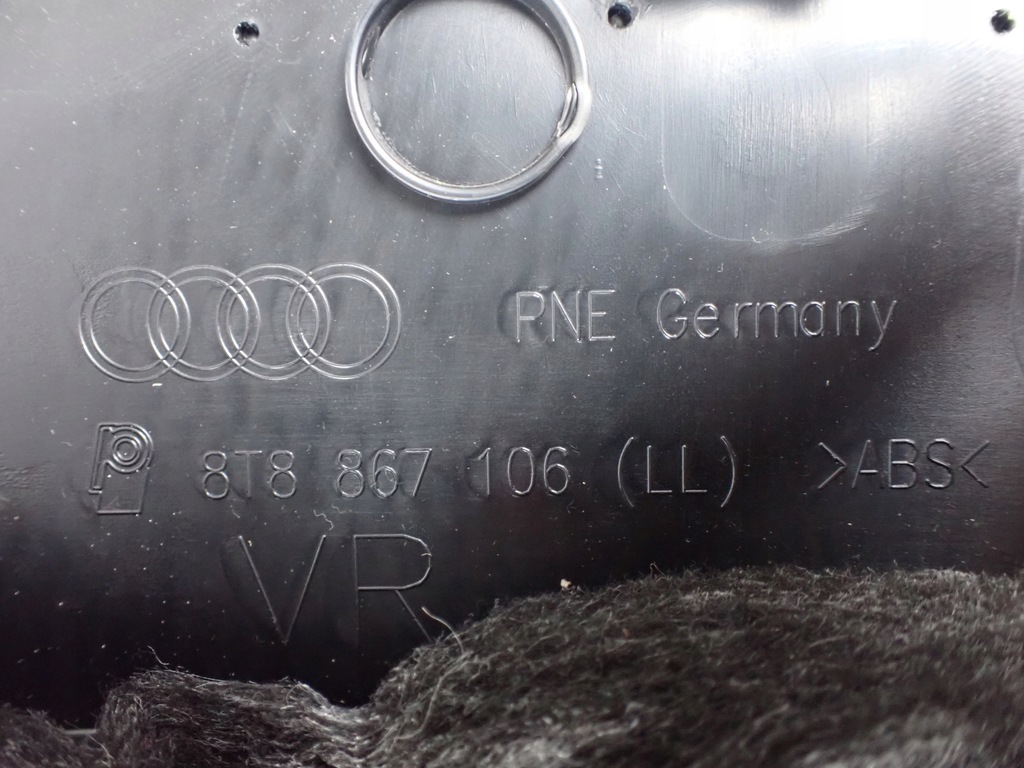 PNE Germany
8T8 867 106 (LL) >ABS<
VR